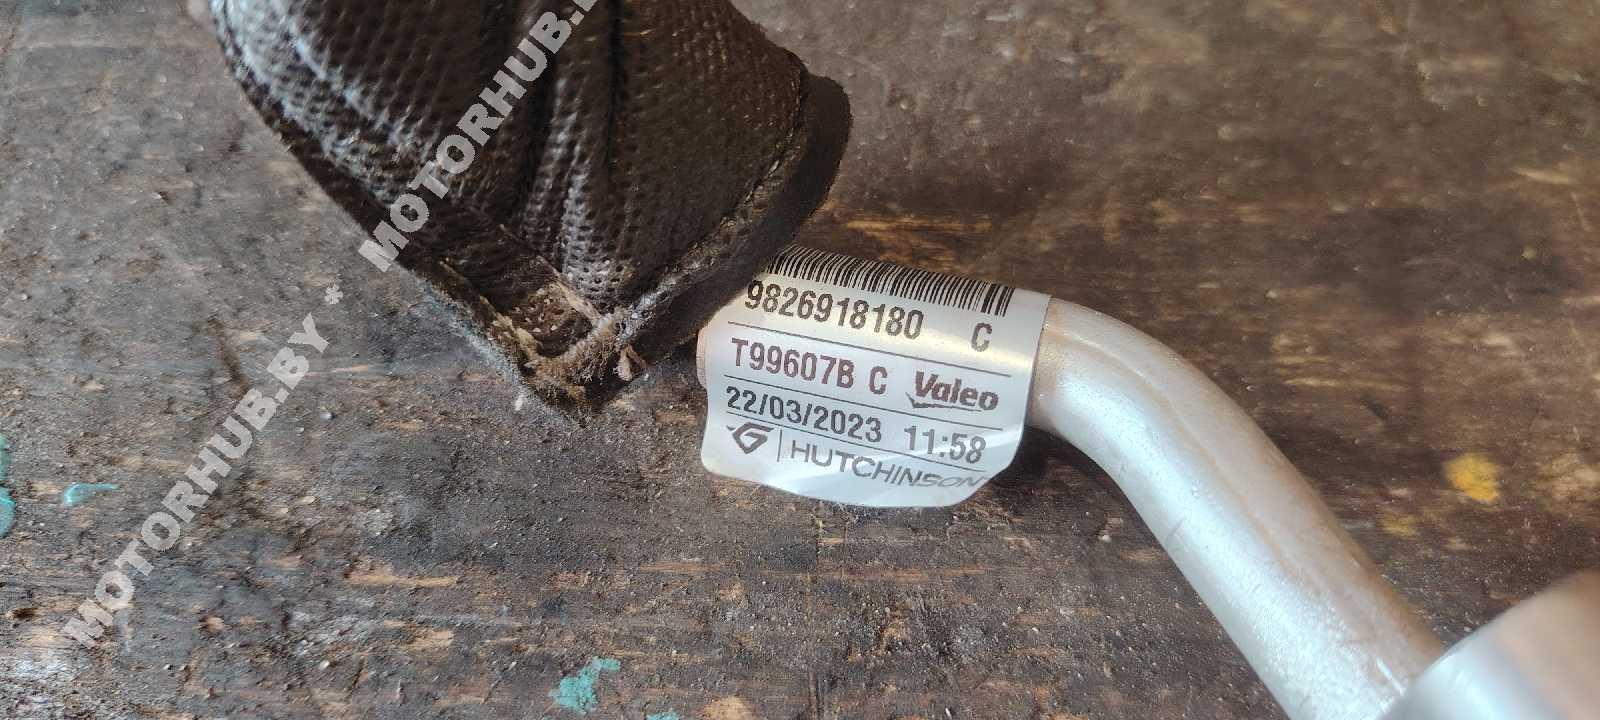 MOTORHUB.BY * MOTORHUB.B
9826918180 C
T99607B C Valeo
22/03/2023 11:58
HUTCHINSON